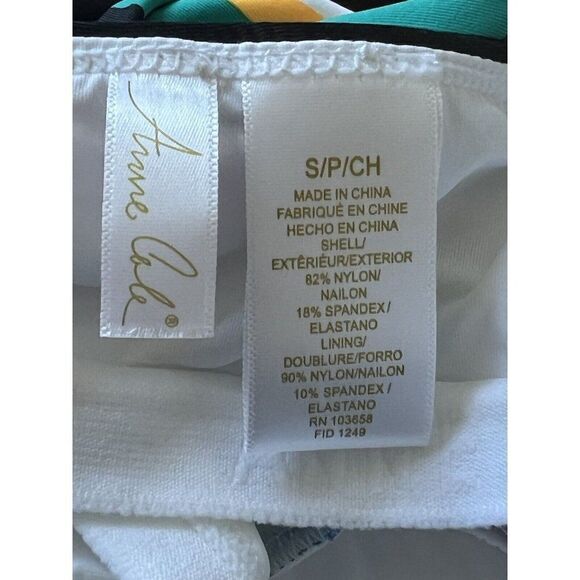 Anne Cole®
S/P/CH
MADE IN CHINA
FABRIQUÉ EN CHINE
HECHO EN CHINA
SHELL/
EXTÊRIÉUR/EXTERIOR
82% NYLON/
NAILON
18% SPANDEX/
ELASTANO
LINING/
DOUBLURE/FORRO
90% NYLON/NAILON
10% SPANDEX/
ELASTANO
RN 103658
FID 1249